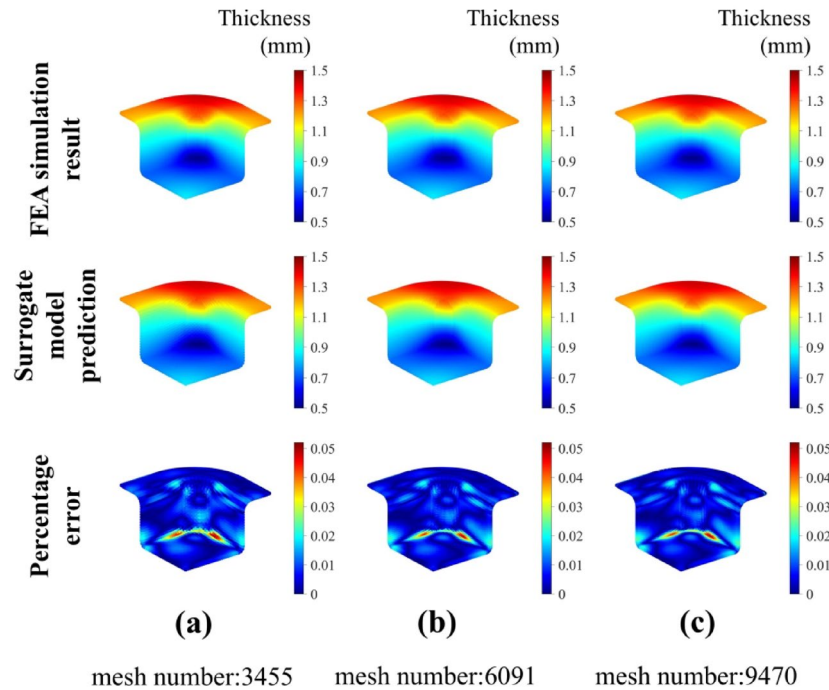 Thickness
(mm)
Thickness
(mm)
Thickness
(mm)
FEA simulation
result
1.5
1.3
1.1
0.9
0.7
0.5
1.5
1.3
1.1
0.9
0.7
0.5
1.5
1.3
1.1
0.9
0.7
0.5
Surrogate
model
prediction
1.5
1.3
1.1
0.9
0.7
0.5
1.5
1.3
1.1
0.9
0.7
0.5
1.5
1.3
1.1
0.9
0.7
0.5
Percentage
error
0.05
0.04
0.03
0.02
0.01
0
0.05
0.04
0.03
0.02
0.01
0
0.05
0.04
0.03
0.02
0.01
0
(a)
(b)
(c)
mesh number:3455
mesh number:6091
mesh number:9470